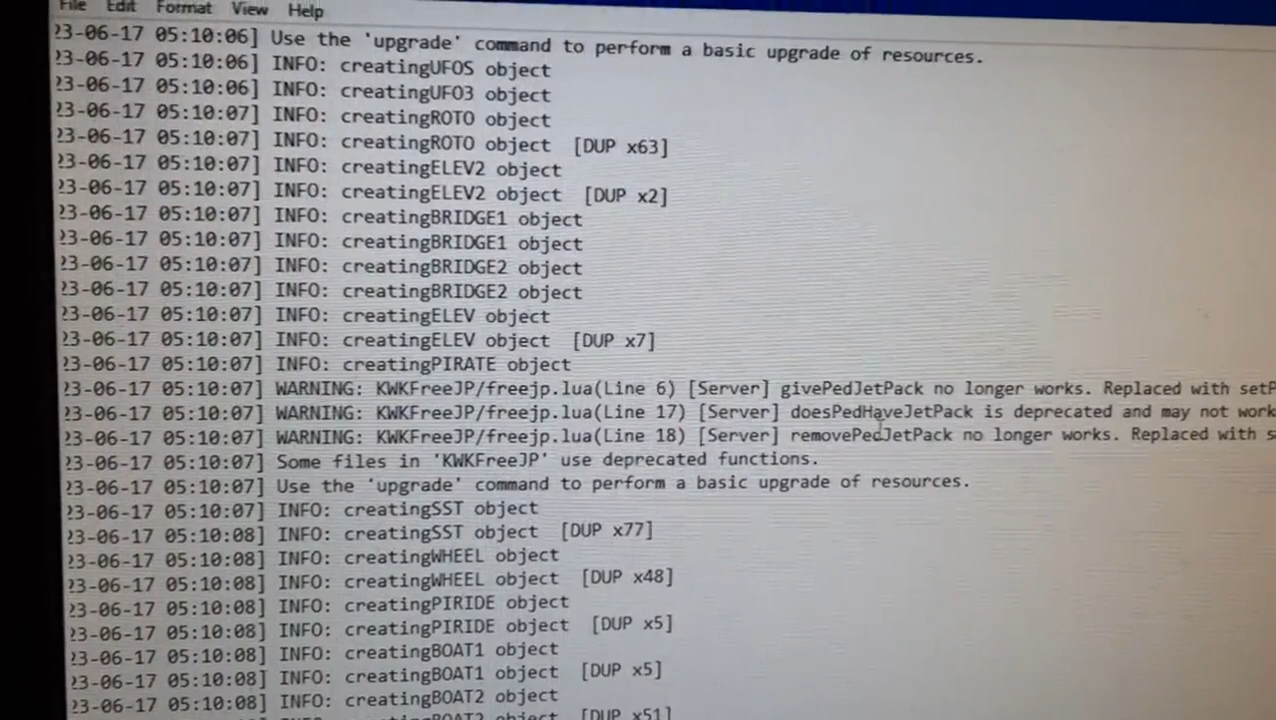 File Edit Format View Help
23-06-17 05:10:06] Use the 'upgrade' command to perform a basic upgrade of resources.
23-06-17 05:10:06] INFO: creatingUFOS object
23-06-17 05:10:06] INFO: creatingUFO3 object
23-06-17 05:10:07] INFO: creatingROTO object
23-06-17 05:10:07] INFO: creatingROTO object [DUP x63]
23-06-17 05:10:07] INFO: creatingELEV2 object
23-06-17 05:10:07] INFO: creatingELEV2 object [DUP x2]
23-06-17 05:10:07] INFO: creatingBRIDGE1 object
23-06-17 05:10:07] INFO: creatingBRIDGE1 object
23-06-17 05:10:07] INFO: creatingBRIDGE2 object
23-06-17 05:10:07] INFO: creatingBRIDGE2 object
23-06-17 05:10:07] INFO: creatingELEV object
23-06-17 05:10:07] INFO: creatingELEV object [DUP x7]
23-06-17 05:10:07] INFO: creatingPIRATE object
23-06-17 05:10:07] WARNING: KWKFreeJP/freejp.lua(Line 6) [Server] givePedJetPack no longer works. Replaced with setP
23-06-17 05:10:07] WARNING: KWKFreeJP/freejp.lua(Line 17) [Server] doesPedHaveJetPack is deprecated and may not work
23-06-17 05:10:07] WARNING: KWKFreeJP/freejp.lua(Line 18) [Server] removePedJetPack no longer works. Replaced with s
23-06-17 05:10:07] Some files in 'KWKFreeJP' use deprecated functions.
23-06-17 05:10:07] Use the 'upgrade' command to perform a basic upgrade of resources.
23-06-17 05:10:07] INFO: creatingSST object
23-06-17 05:10:08] INFO: creatingSST object [DUP x77]
23-06-17 05:10:08] INFO: creatingWHEEL object
23-06-17 05:10:08] INFO: creatingWHEEL object [DUP x48]
23-06-17 05:10:08] INFO: creatingPIRIDE object
23-06-17 05:10:08] INFO: creatingPIRIDE object [DUP x5]
23-06-17 05:10:08] INFO: creatingBOAT1 object
23-06-17 05:10:08] INFO: creatingBOAT1 object [DUP x5]
23-06-17 05:10:08] INFO: creatingBOAT2 object
creatingBOAT2 object [DUP x51]